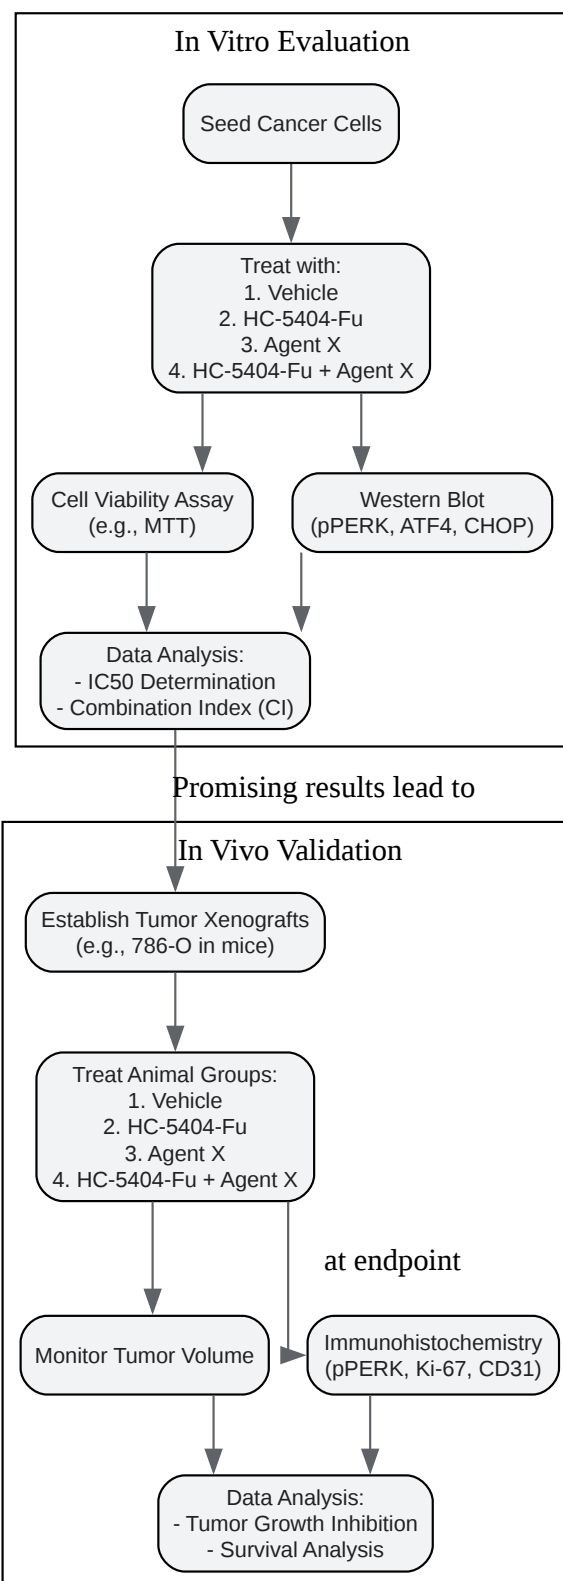 In Vitro Evaluation
Seed Cancer Cells
Treat with:
1. Vehicle
2. HC-5404-Fu
3. Agent X
4. HC-5404-Fu + Agent X
Cell Viability Assay
(e.g., MTT)
Western Blot
(pPERK, ATF4, CHOP)
Data Analysis:
- IC50 Determination
- Combination Index (CI)
Promising results lead to
In Vivo Validation
Establish Tumor Xenografts
(e.g., 786-O in mice)
Treat Animal Groups:
1. Vehicle
2. HC-5404-Fu
3. Agent X
4. HC-5404-Fu + Agent X
at endpoint
Monitor Tumor Volume
Immunohistochemistry
(pPERK, Ki-67, CD31)
Data Analysis:
- Tumor Growth Inhibition
- Survival Analysis